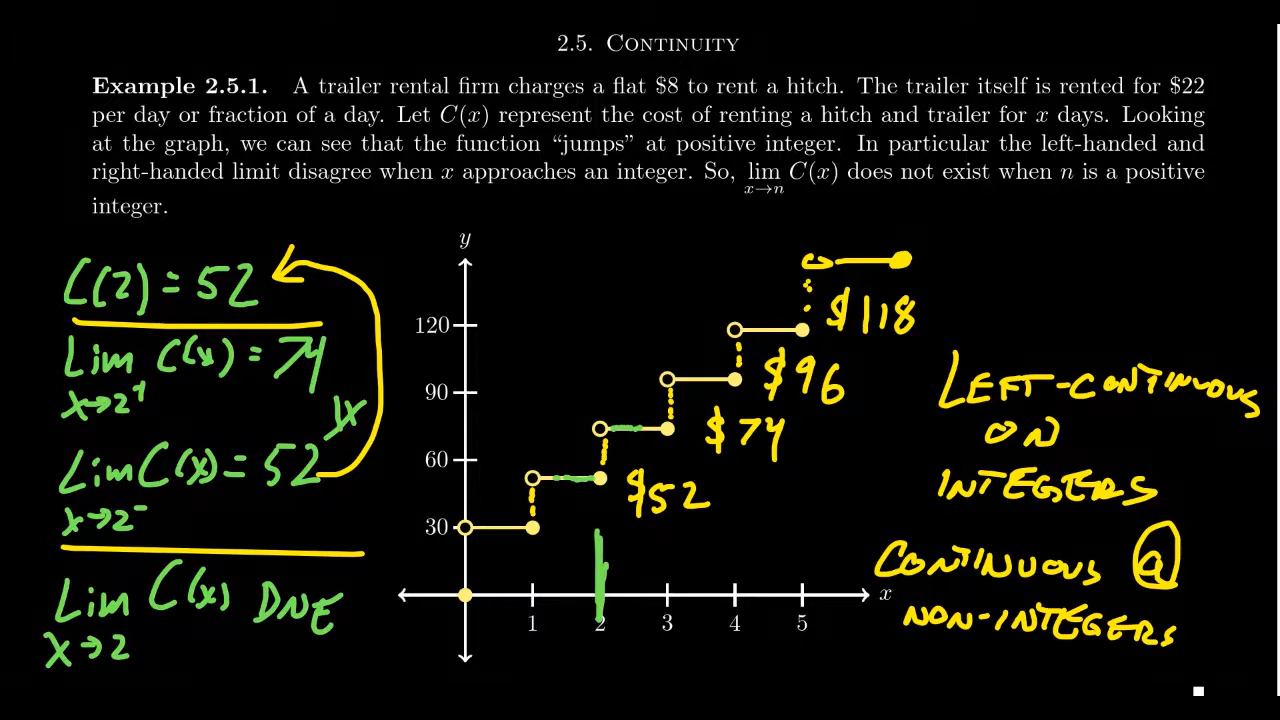 2.5. CONTINUITY
Example 2.5.1. A trailer rental firm charges a flat $8 to rent a hitch. The trailer itself is rented for $22
per day or fraction of a day. Let C(x) represent the cost of renting a hitch and trailer for x days. Looking
at the graph, we can see that the function “jumps” at positive integer. In particular the left-handed and
right-handed limit disagree when x approaches an integer. So, lim C(x) does not exist when n is a positive
x→n
integer.
C(2) = 52
Lim C(x) = 74
x→2⁺
Lim C(x) = 52
x→2⁻
Lim C(x) DNE
x→2
y
120
90
60
30
1
2
3
4
5
x
$118
$96
$74
$52
LEFT-CONTINUOUS
ON
INTEGERS
CONTINUOUS @
NON-INTEGERS